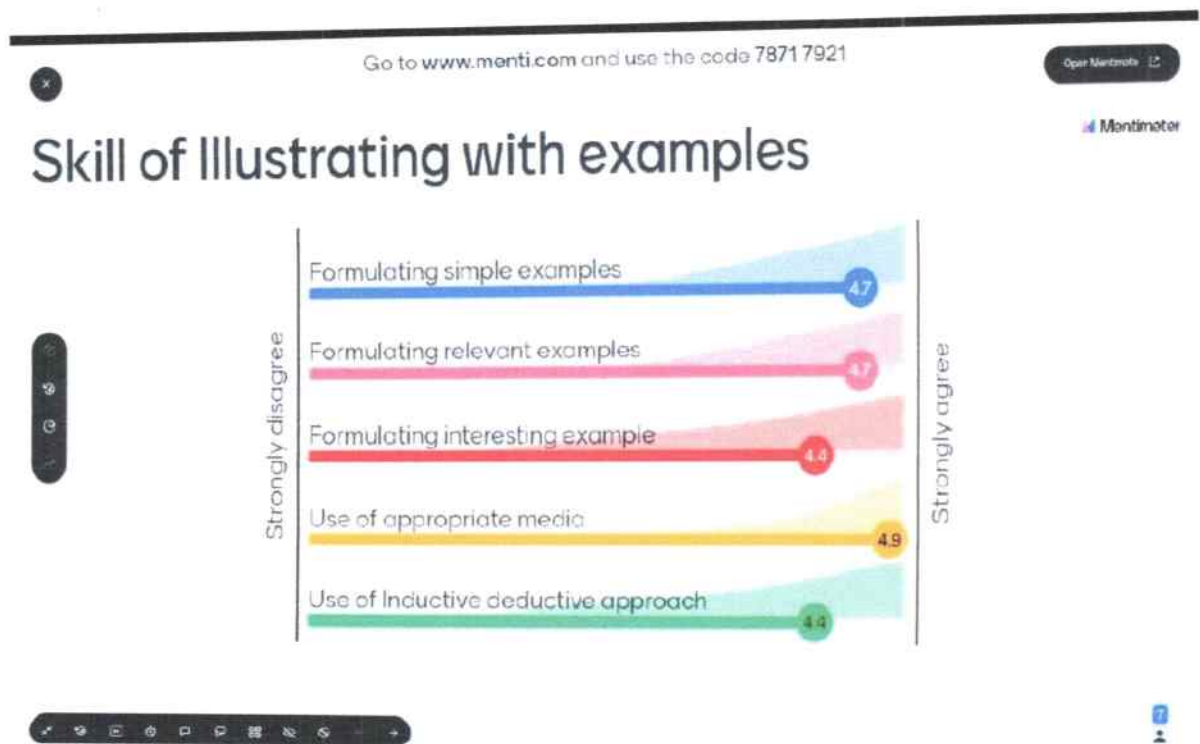 Go to www.menti.com and use the code 7871 7921
Open Mentimote
Mentimeter
Skill of Illustrating with examples
Strongly disagree
Formulating simple examples
4.7
Formulating relevant examples
4.7
Formulating interesting example
4.4
Use of appropriate media
4.9
Use of Inductive deductive approach
4.4
Strongly agree
7